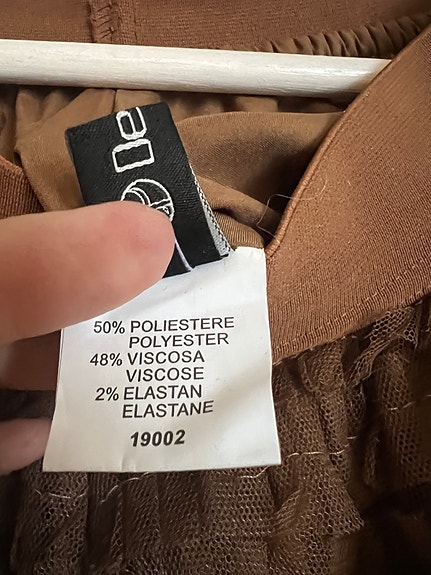 50% POLIESTERE
POLYESTER
48% VISCOSA
VISCOSE
2% ELASTAN
ELASTANE
19002